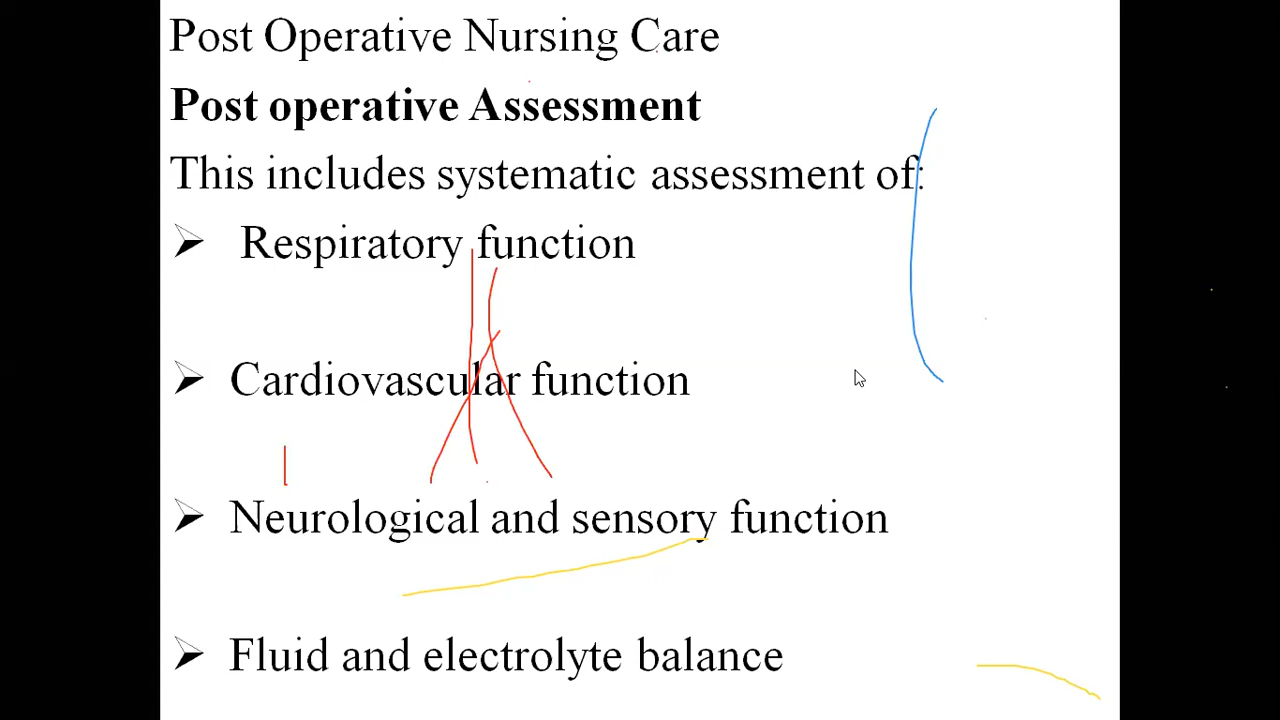 Post Operative Nursing Care
Post operative Assessment
This includes systematic assessment of:
➢ Respiratory function
➢ Cardiovascular function
➢ Neurological and sensory function
➢ Fluid and electrolyte balance